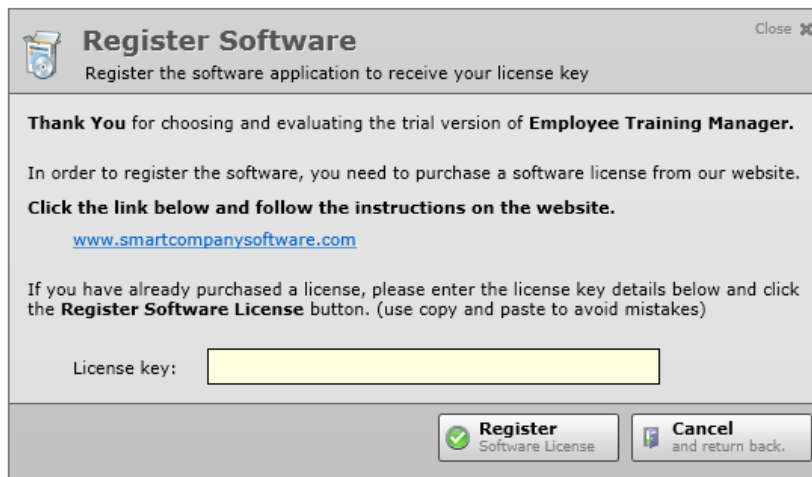 Close
Register Software
Register the software application to receive your license key
Thank You for choosing and evaluating the trial version of Employee Training Manager.
In order to register the software, you need to purchase a software license from our website.
Click the link below and follow the instructions on the website.
www.smartcompanysoftware.com
If you have already purchased a license, please enter the license key details below and click
the Register Software License button. (use copy and paste to avoid mistakes)
License key:
Register
Software License
Cancel
and return back.